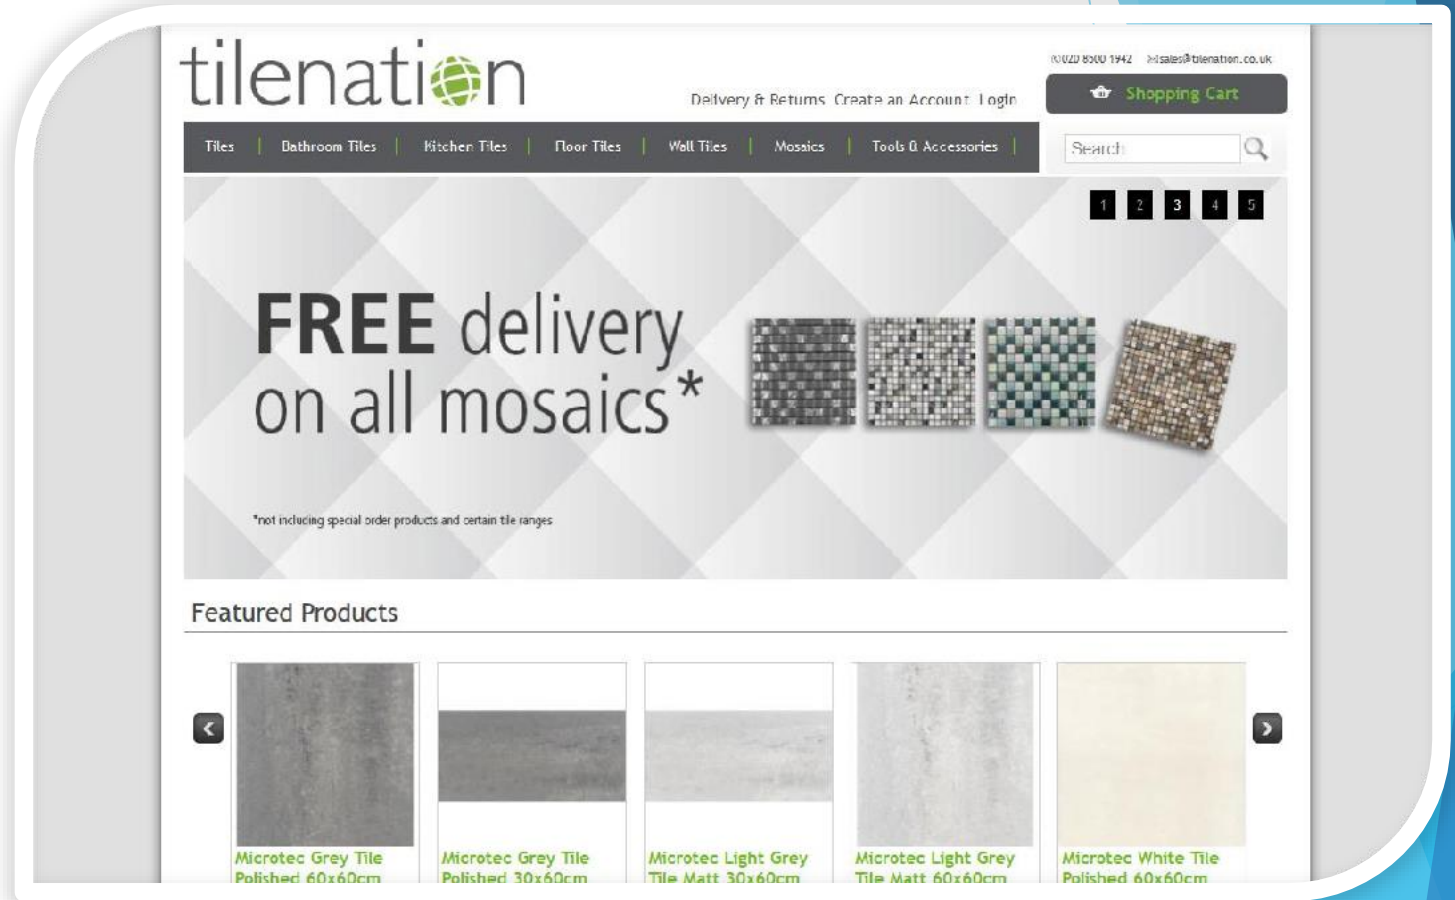 tilenation
020 8500 1942 sales@tilenation.co.uk
Delivery & Returns Create an Account Login
Shopping Cart
Tiles | Bathroom Tiles | Kitchen Tiles | Floor Tiles | Wall Tiles | Mosaics | Tools & Accessories |
Search
1 2 3 4 5
FREE delivery
on all mosaics*
*not including special order products and certain tile ranges
Featured Products
Microtec Grey Tile
Polished 60x60cm
Microtec Grey Tile
Polished 30x60cm
Microtec Light Grey
Tile Matt 30x60cm
Microtec Light Grey
Tile Matt 60x60cm
Microtec White Tile
Polished 60x60cm